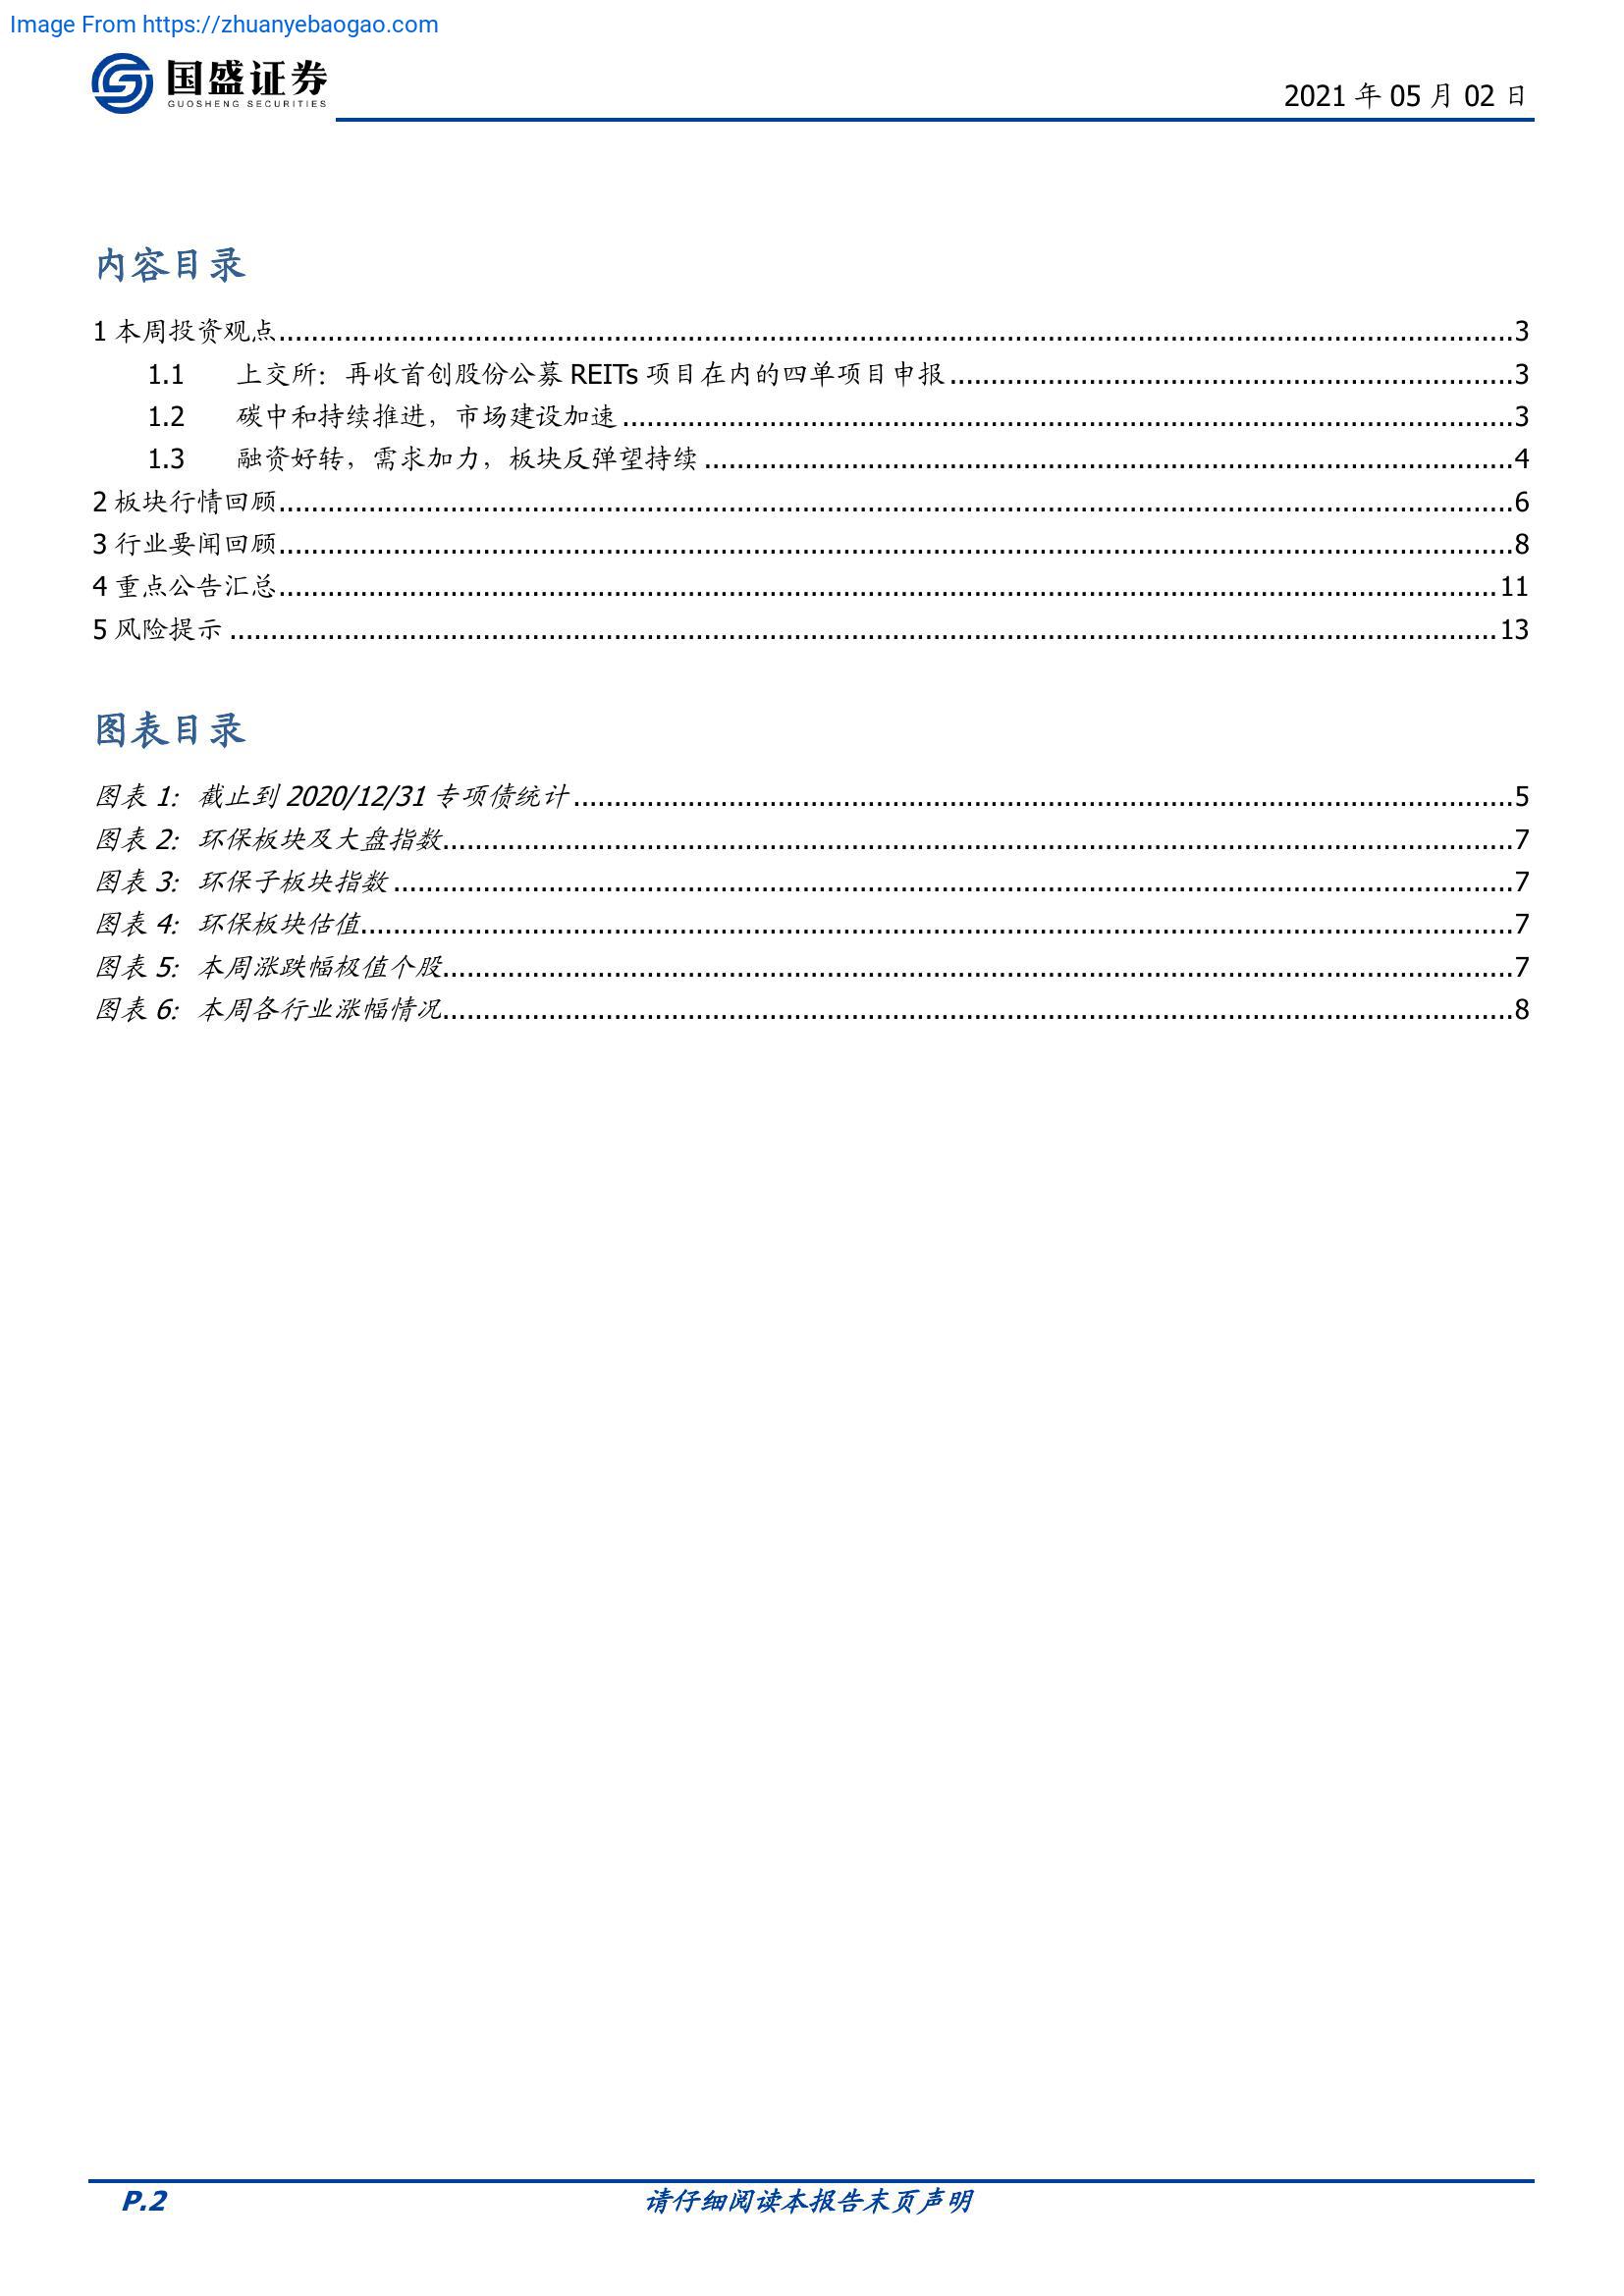 Image From https://zhuanyebaogao.com
国盛证券
GUOSHENG SECURITIES
2021 年 05 月 02 日
内容目录
1 本周投资观点.....3
1.1 上交所：再收首创股份公募 REITs 项目在内的四单项目申报.....3
1.2 碳中和持续推进，市场建设加速.....3
1.3 融资好转，需求加力，板块反弹望持续.....4
2 板块行情回顾.....6
3 行业要闻回顾.....8
4 重点公告汇总.....11
5 风险提示.....13
图表目录
图表 1：截止到 2020/12/31 专项债统计.....5
图表 2：环保板块及大盘指数.....7
图表 3：环保子板块指数.....7
图表 4：环保板块估值.....7
图表 5：本周涨跌幅极值个股.....7
图表 6：本周各行业涨幅情况.....8
P.2 请仔细阅读本报告末页声明